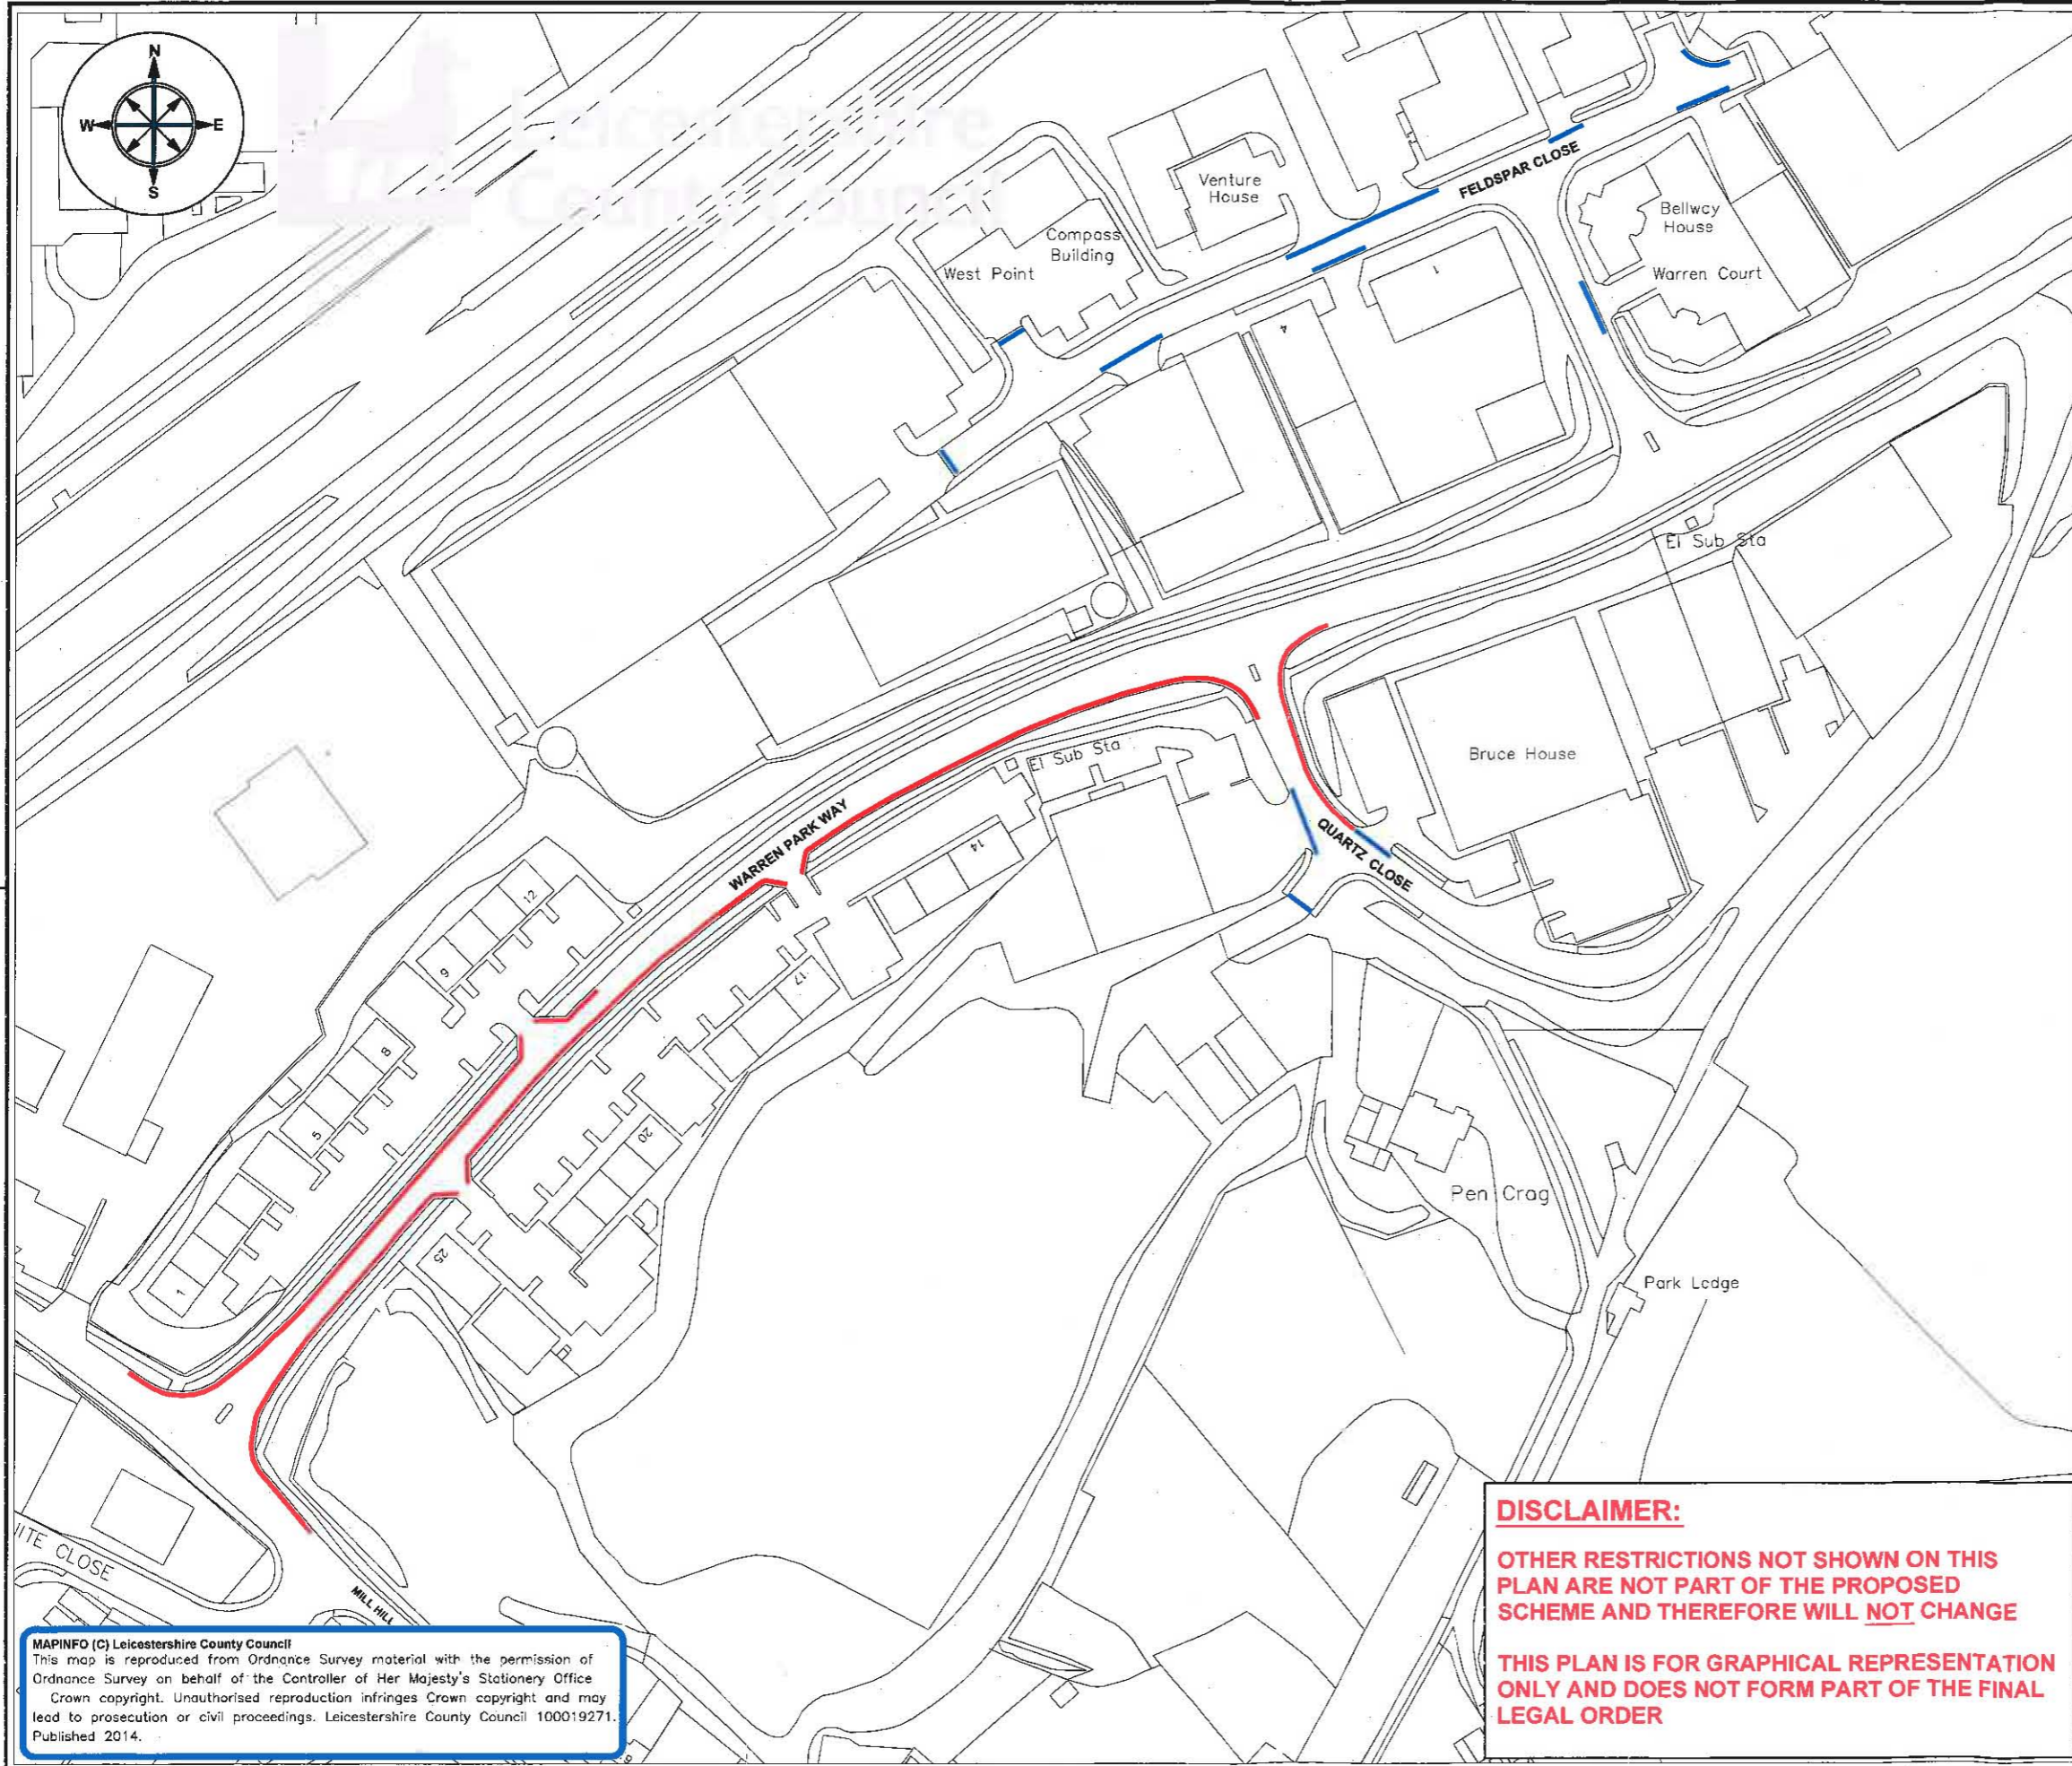 N
W
E
S
Leicestershire
County Council
Venture
House
FELDSPAR CLOSE
Bellwcy
House
Warren Court
Compass
Building
West Point
1
4
El Sub Sta
El Sub Sta
Bruce House
WARREN PARK WAY
QUARTZ CLOSE
14
12
9
17
8
5
20
25
1
Pen Crag
Park Lcdge
IITE CLOSE
MILL HILL
MAPINFO (C) Leicestershire County Council
This map is reproduced from Ordnance Survey material with the permission of
Ordnance Survey on behalf of the Controller of Her Majesty's Stationery Office
Crown copyright. Unauthorised reproduction infringes Crown copyright and may
lead to prosecution or civil proceedings. Leicestershire County Council 100019271.
Published 2014.
9
DISCLAIMER:
OTHER RESTRICTIONS NOT SHOWN ON THIS
PLAN ARE NOT PART OF THE PROPOSED
SCHEME AND THEREFORE WILL NOT CHANGE
THIS PLAN IS FOR GRAPHICAL REPRESENTATION
ONLY AND DOES NOT FORM PART OF THE FINAL
LEGAL ORDER